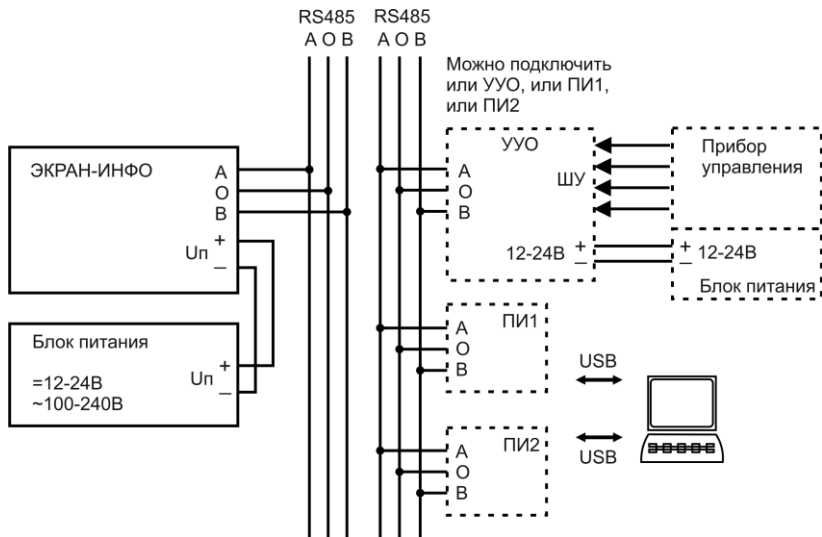 RS485 RS485
А О В А О В
Можно подключить
или УУО, или ПИ1,
или ПИ2
ЭКРАН-ИНФО
А
О
В
Uп
+
–
Блок питания
=12-24В
~100-240В
Uп
+
–
УУО
А
О
В
ШУ
12-24В
+
–
Прибор
управления
+
–
12-24В
Блок питания
ПИ1
А
О
В
USB
ПИ2
А
О
В
USB